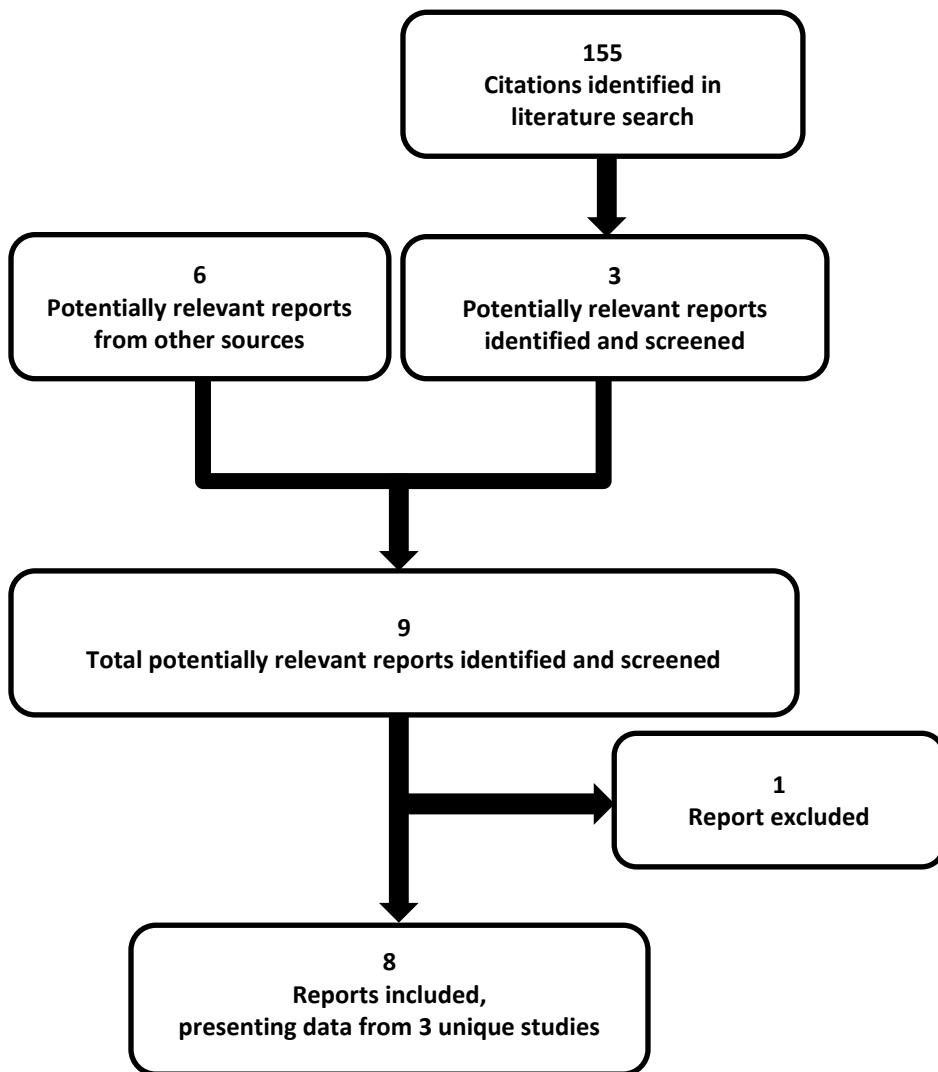 155
Citations identified in
literature search
6
Potentially relevant reports
from other sources
3
Potentially relevant reports
identified and screened
9
Total potentially relevant reports identified and screened
1
Report excluded
8
Reports included,
presenting data from 3 unique studies